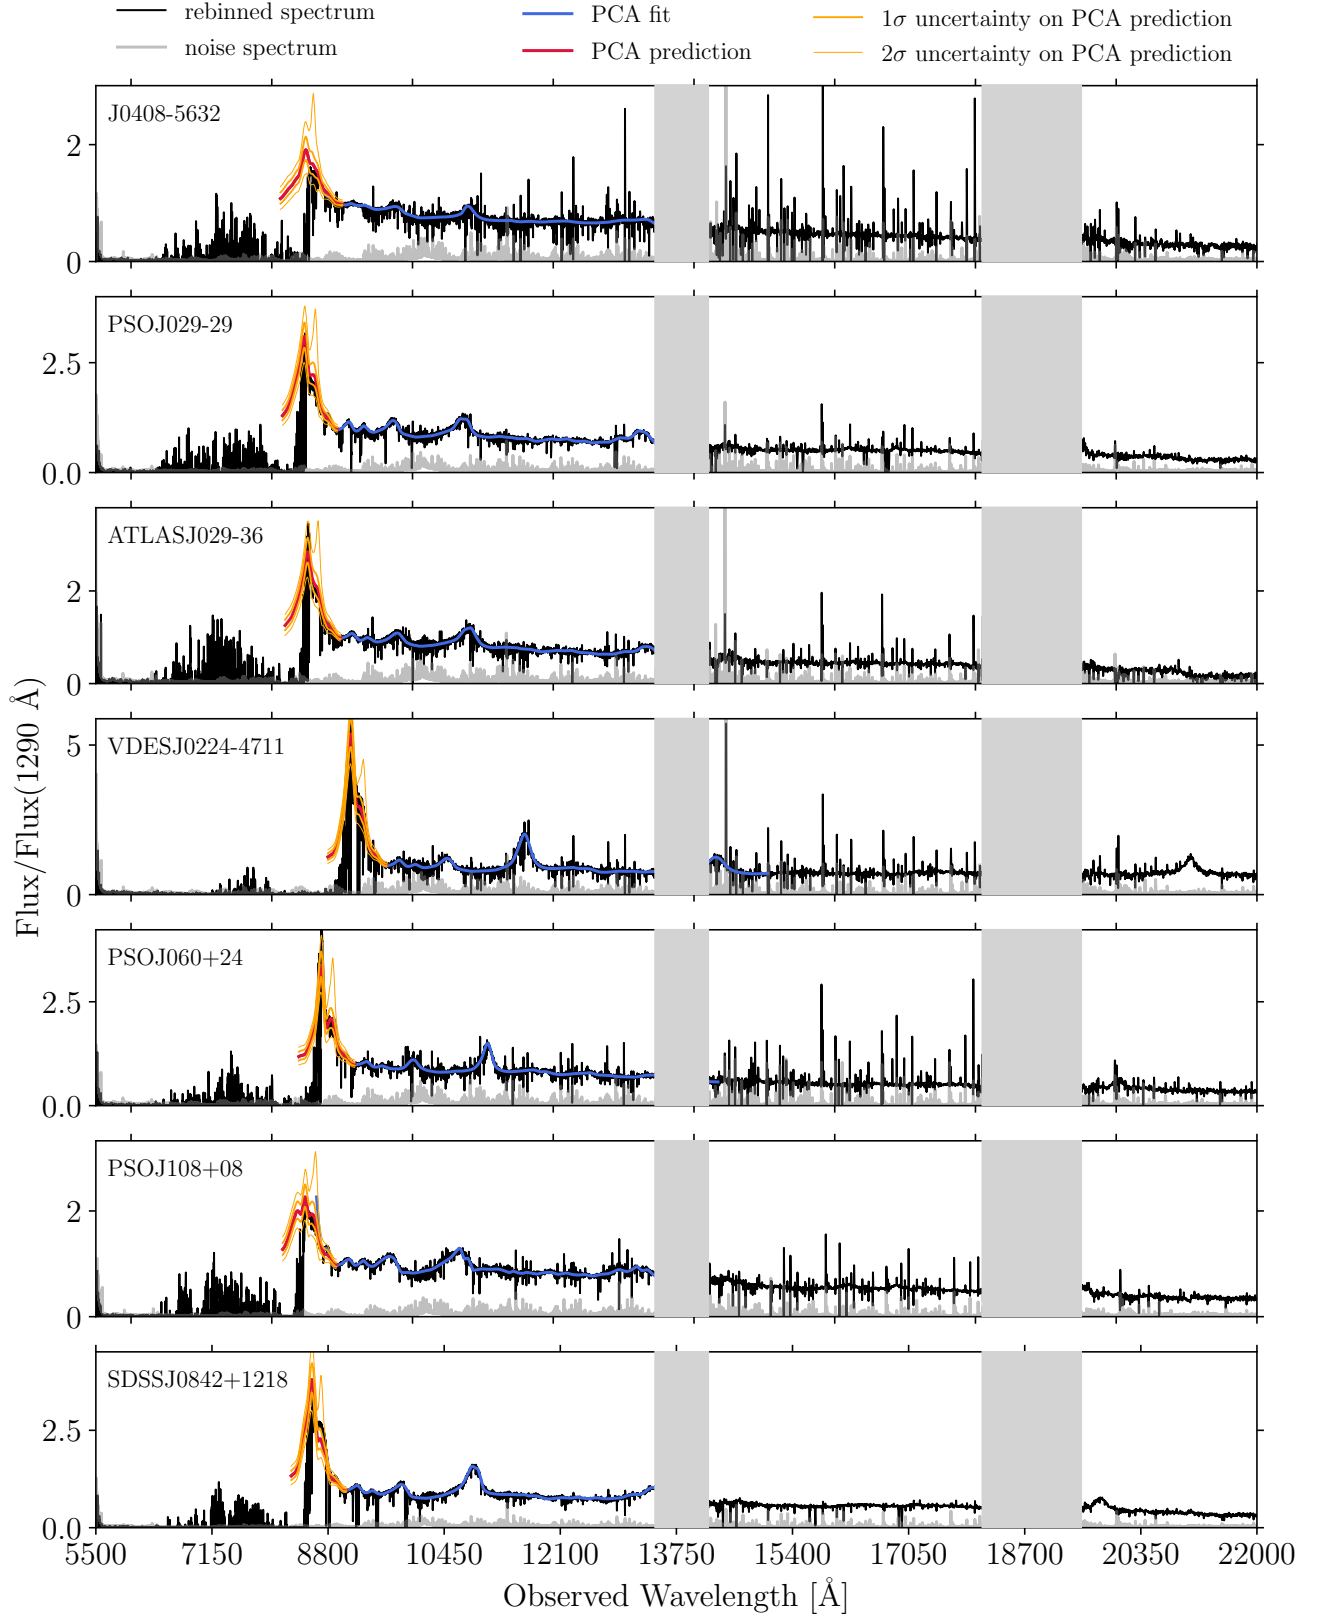 rebinned spectrum
noise spectrum
PCA fit
PCA prediction
1σ uncertainty on PCA prediction
2σ uncertainty on PCA prediction
Flux/Flux(1290 Å)
J0408-5632
2
0
PSOJ029-29
2.5
0.0
ATLASJ029-36
2
0
VDESJ0224-4711
5
0
PSOJ060+24
2.5
0.0
PSOJ108+08
2
0
SDSSJ0842+1218
2.5
0.0
5500 7150 8800 10450 12100 13750 15400 17050 18700 20350 22000
Observed Wavelength [Å]